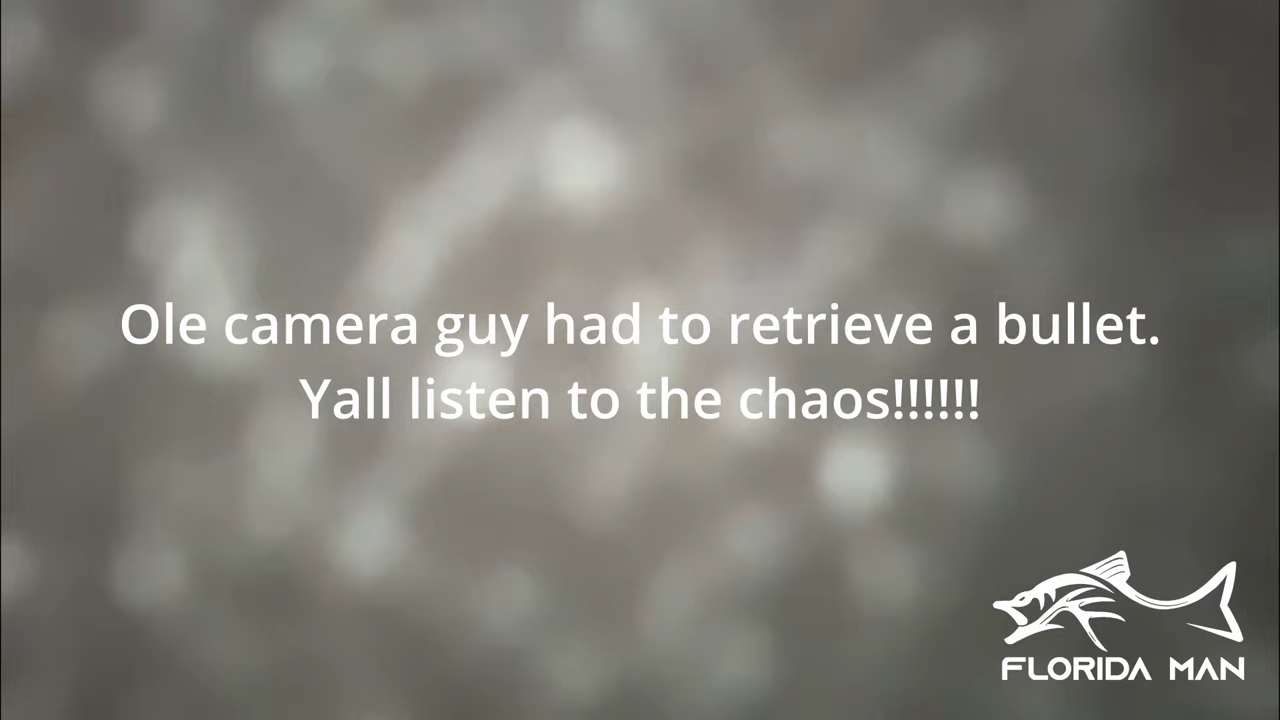 Ole camera guy had to retrieve a bullet.
Yall listen to the chaos!!!!!!
FLORIDA MAN